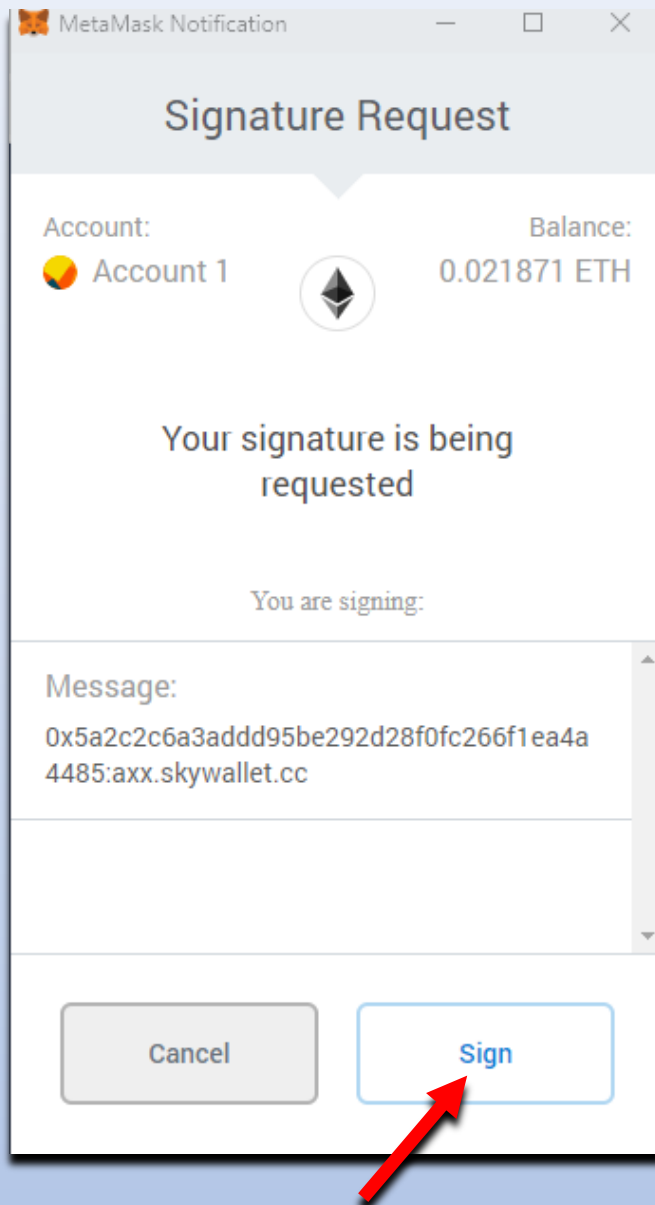 MetaMask Notification
Signature Request
Account:
Balance:
Account 1
0.021871 ETH
Your signature is being
requested
You are signing:
Message:
0x5a2c2c6a3addd95be292d28f0fc266f1ea4a
4485:axx.skywallet.cc
Cancel
Sign